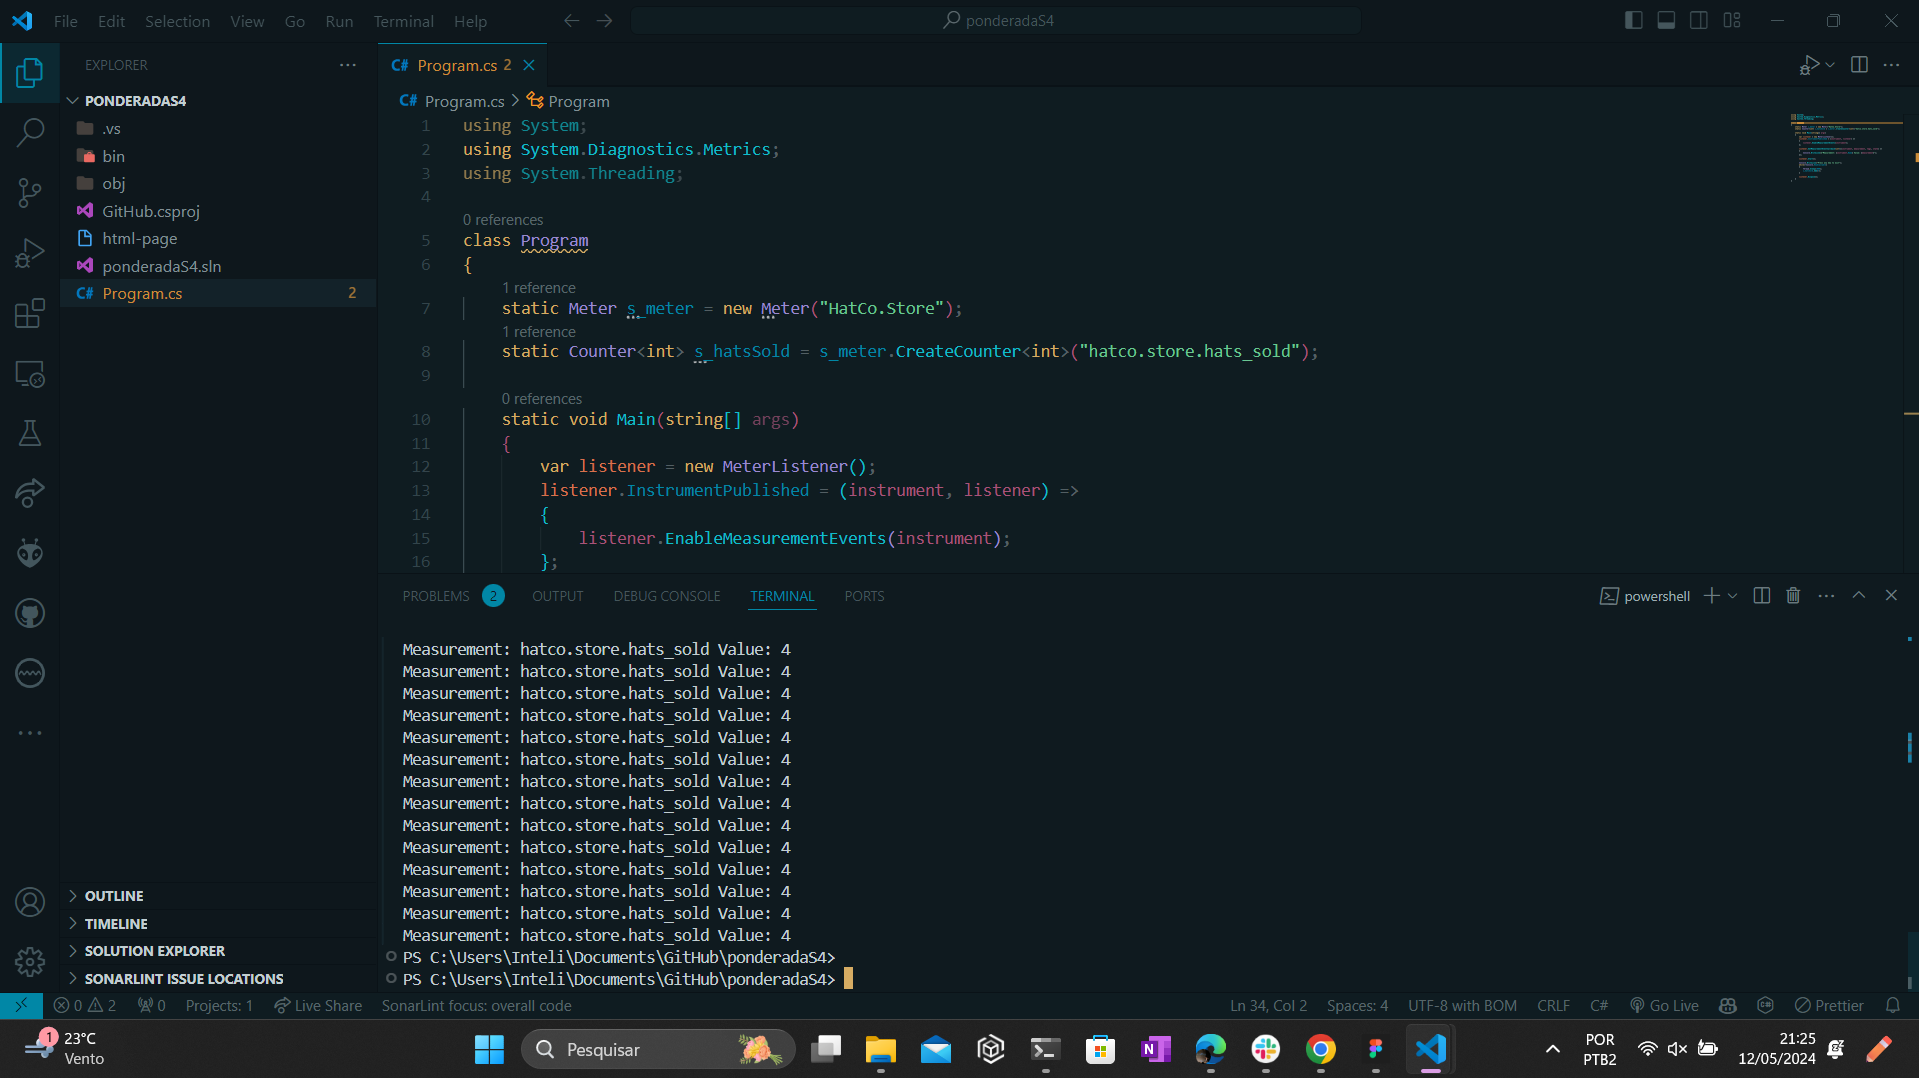 File Edit Selection View Go Run Terminal Help
ponderadaS4
EXPLORER
PONDERADAS4
.vs
bin
obj
GitHub.csproj
html-page
ponderadaS4.sln
C# Program.cs 2
OUTLINE
TIMELINE
SOLUTION EXPLORER
SONARLINT ISSUE LOCATIONS
C# Program.cs 2
C# Program.cs > Program
1 using System;
2 using System.Diagnostics.Metrics;
3 using System.Threading;
4
0 references
5 class Program
6 {
1 reference
7 static Meter s_meter = new Meter("HatCo.Store");
1 reference
8 static Counter<int> s_hatsSold = s_meter.CreateCounter<int>("hatco.store.hats_sold");
9
0 references
10 static void Main(string[] args)
11 {
12 var listener = new MeterListener();
13 listener.InstrumentPublished = (instrument, listener) =>
14 {
15 listener.EnableMeasurementEvents(instrument);
16 };
PROBLEMS 2 OUTPUT DEBUG CONSOLE TERMINAL PORTS
powershell
Measurement: hatco.store.hats_sold Value: 4
Measurement: hatco.store.hats_sold Value: 4
Measurement: hatco.store.hats_sold Value: 4
Measurement: hatco.store.hats_sold Value: 4
Measurement: hatco.store.hats_sold Value: 4
Measurement: hatco.store.hats_sold Value: 4
Measurement: hatco.store.hats_sold Value: 4
Measurement: hatco.store.hats_sold Value: 4
Measurement: hatco.store.hats_sold Value: 4
Measurement: hatco.store.hats_sold Value: 4
Measurement: hatco.store.hats_sold Value: 4
Measurement: hatco.store.hats_sold Value: 4
Measurement: hatco.store.hats_sold Value: 4
Measurement: hatco.store.hats_sold Value: 4
PS C:\Users\Inteli\Documents\GitHub\ponderadaS4>
PS C:\Users\Inteli\Documents\GitHub\ponderadaS4>
0 2 0 Projects: 1 Live Share SonarLint focus: overall code Ln 34, Col 2 Spaces: 4 UTF-8 with BOM CRLF C# Go Live Prettier
1 23°C
Vento
Pesquisar
POR
PTB2
21:25
12/05/2024